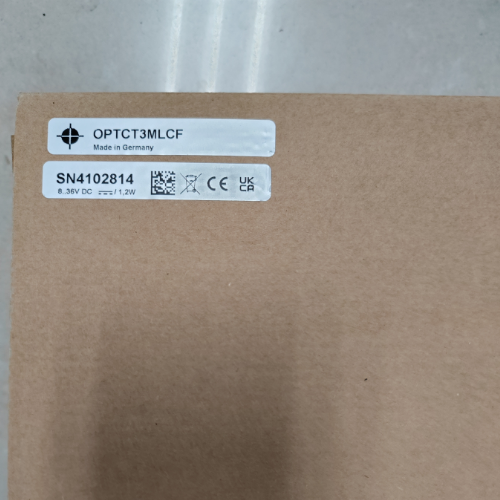 OPTCT3MLCF
Made in Germany
SN4102814
8..36V DC ⎓ / 1,2W
CE
UK
CA